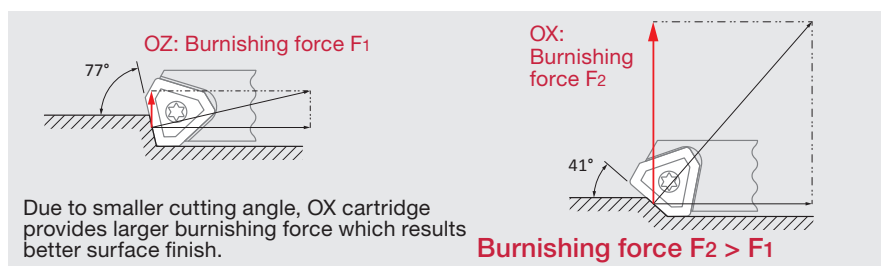 OZ: Burnishing force F1
77°
Due to smaller cutting angle, OX cartridge
provides larger burnishing force which results
better surface finish.
OX:
Burnishing
force F2
41°
Burnishing force F2 > F1